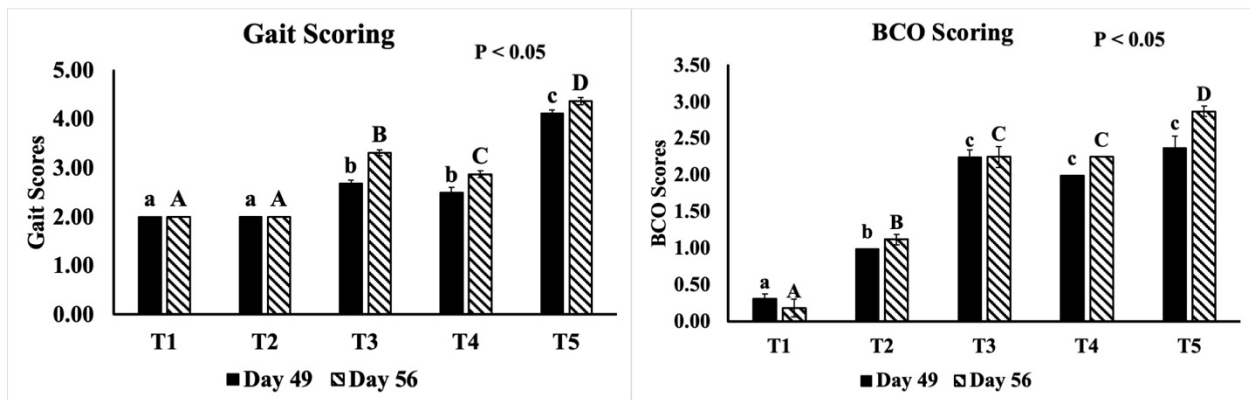 Gait Scoring
P < 0.05
5.00
4.00
3.00
2.00
1.00
0.00
Gait Scores
a A a A b B b C c D
T1 T2 T3 T4 T5
Day 49 Day 56
BCO Scoring
P < 0.05
3.50
3.00
2.50
2.00
1.50
1.00
0.50
0.00
BCO Scores
a A b B c C c C c D
T1 T2 T3 T4 T5
Day 49 Day 56